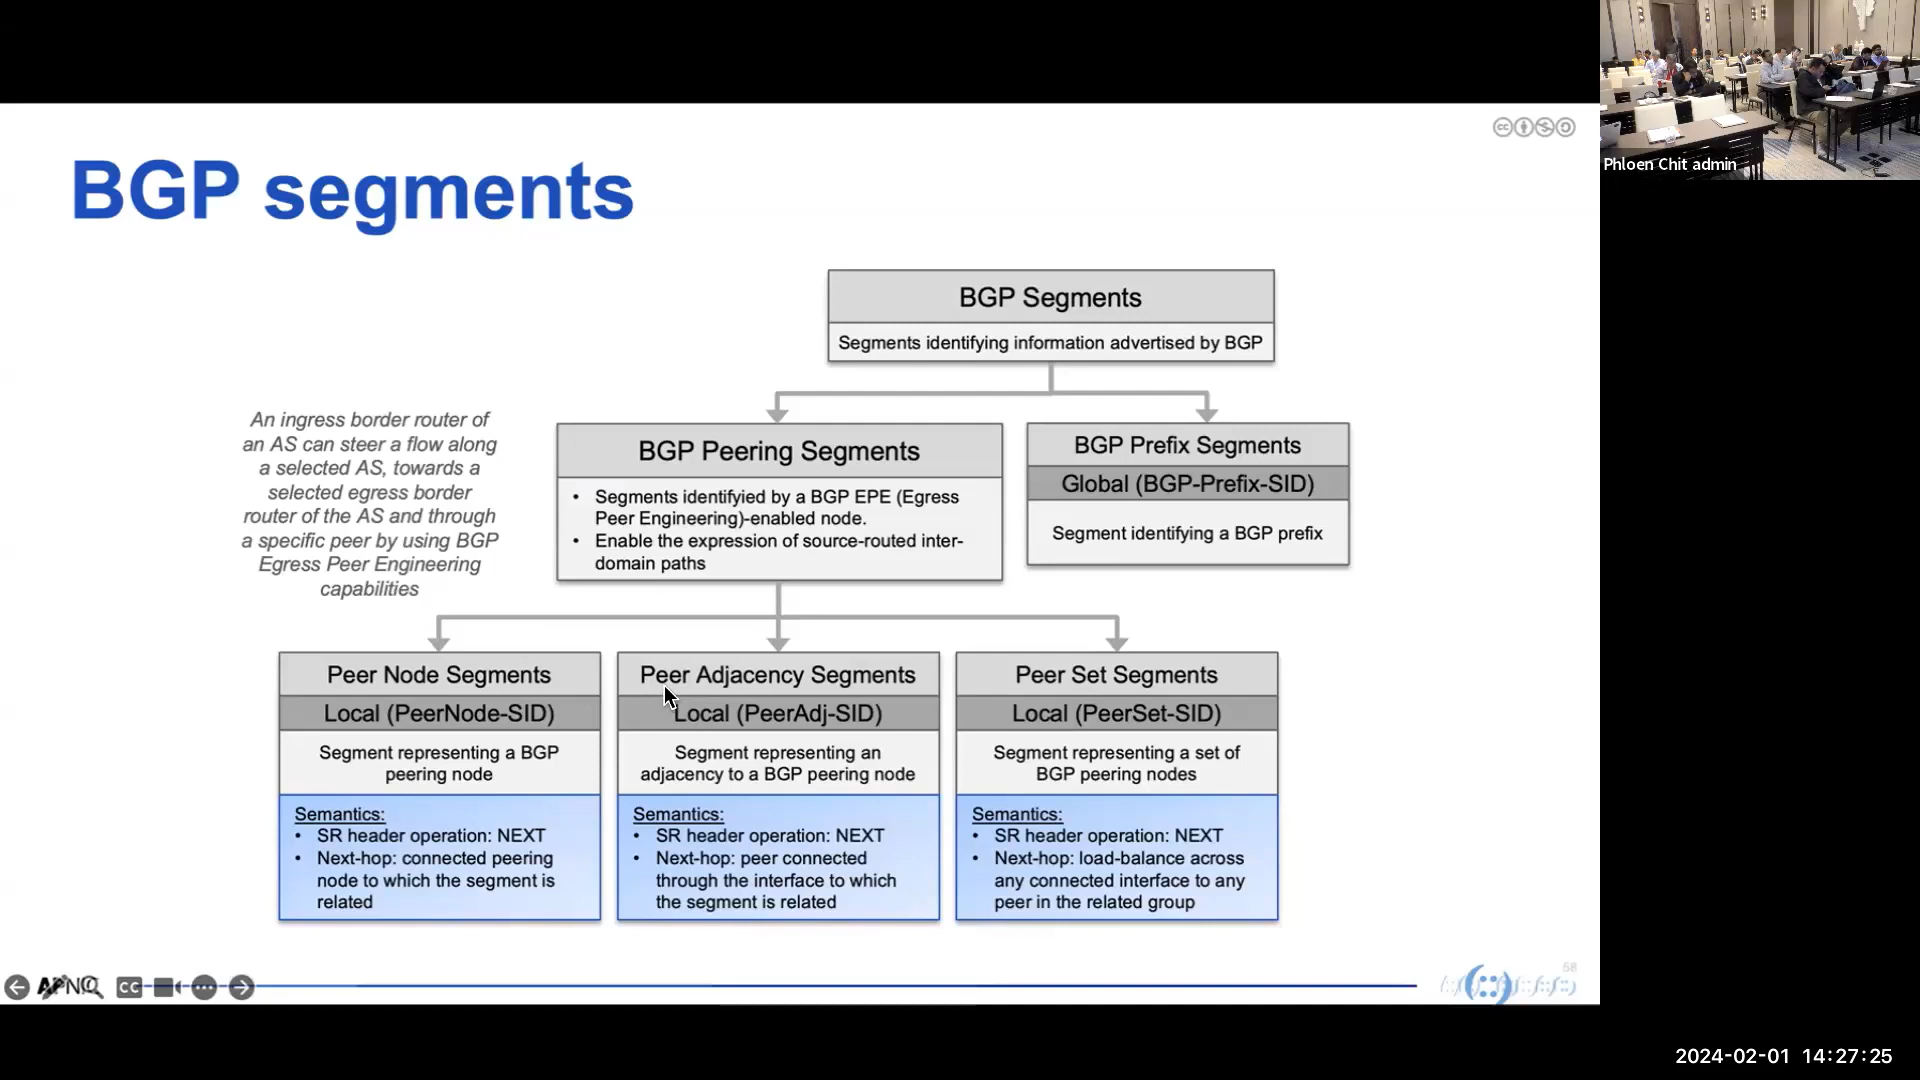 Phloen Chit admin
BGP segments
BGP Segments
Segments identifying information advertised by BGP
An ingress border router of
an AS can steer a flow along
a selected AS, towards a
selected egress border
router of the AS and through
a specific peer by using BGP
Egress Peer Engineering
capabilities
BGP Peering Segments
• Segments identifyied by a BGP EPE (Egress
Peer Engineering)-enabled node.
• Enable the expression of source-routed inter-
domain paths
BGP Prefix Segments
Global (BGP-Prefix-SID)
Segment identifying a BGP prefix
Peer Node Segments
Local (PeerNode-SID)
Segment representing a BGP
peering node
Semantics:
• SR header operation: NEXT
• Next-hop: connected peering
node to which the segment is
related
Peer Adjacency Segments
Local (PeerAdj-SID)
Segment representing an
adjacency to a BGP peering node
Semantics:
• SR header operation: NEXT
• Next-hop: peer connected
through the interface to which
the segment is related
Peer Set Segments
Local (PeerSet-SID)
Segment representing a set of
BGP peering nodes
Semantics:
• SR header operation: NEXT
• Next-hop: load-balance across
any connected interface to any
peer in the related group
CC
58
2024-02-01 14:27:25